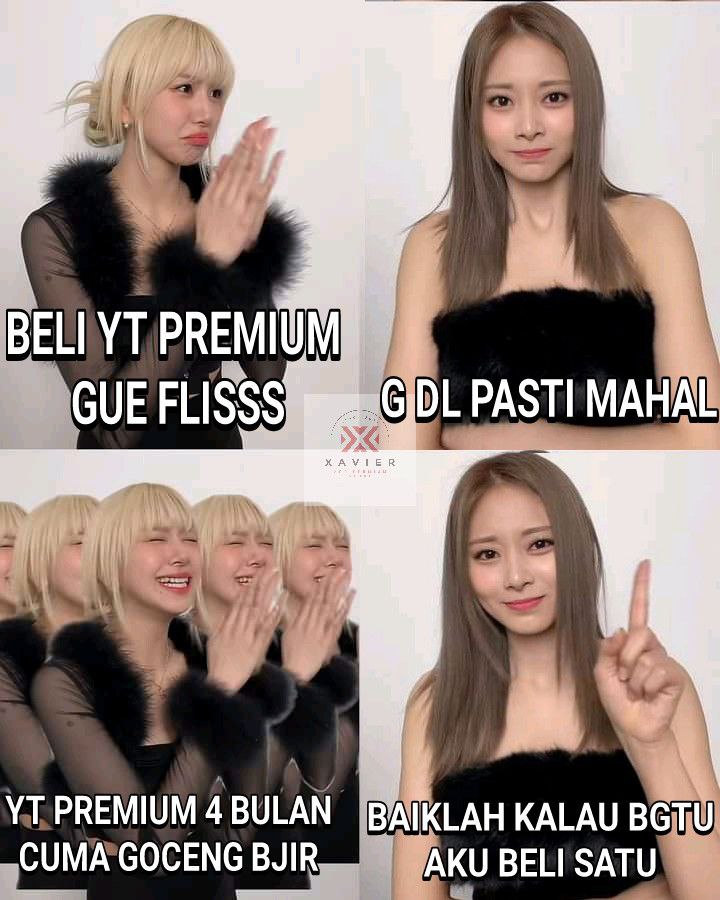 BELI YT PREMIUM
GUE FLISSS
G DL PASTI MAHAL
XAVIER
YT PREMIUM 4 BULAN
CUMA GOCENG BJIR
BAIKLAH KALAU BGTU
AKU BELI SATU